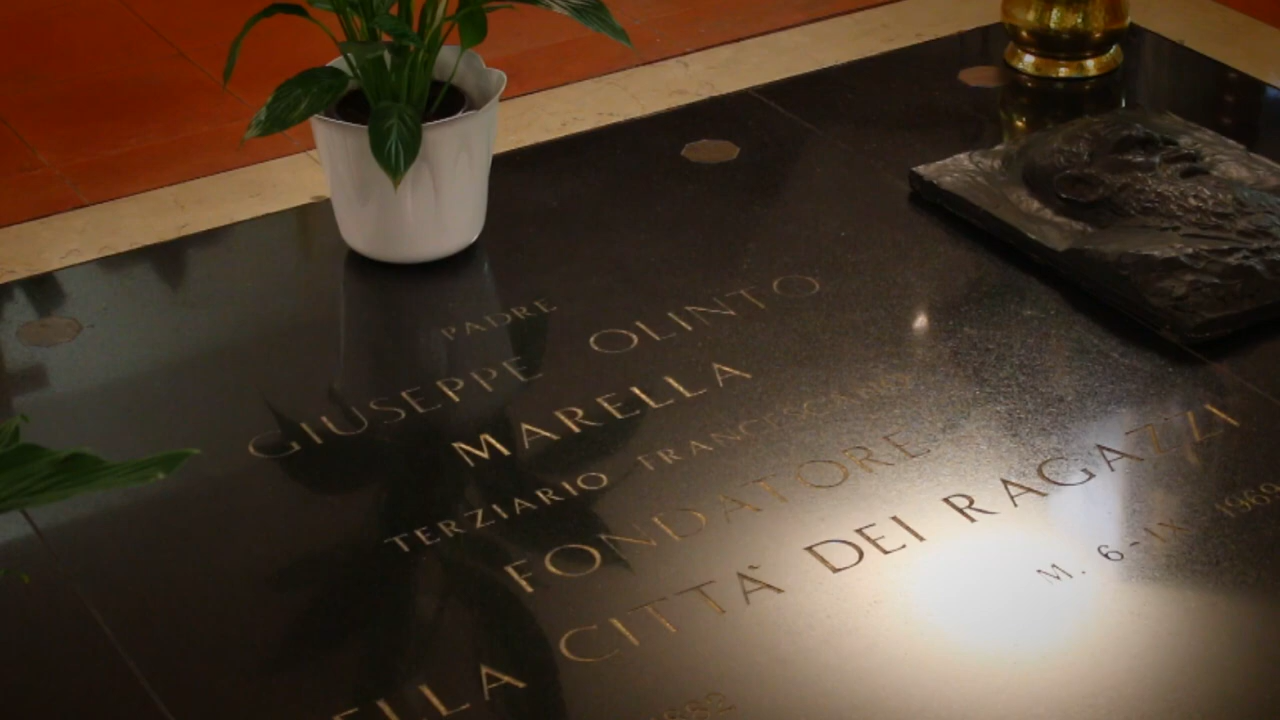 PADRE
GIUSEPPE OLINTO
MARELLA
TERZIARIO FRANCESCANO
FONDATORE
CITTÀ DEI RAGAZZI
M. 6-IX 1969